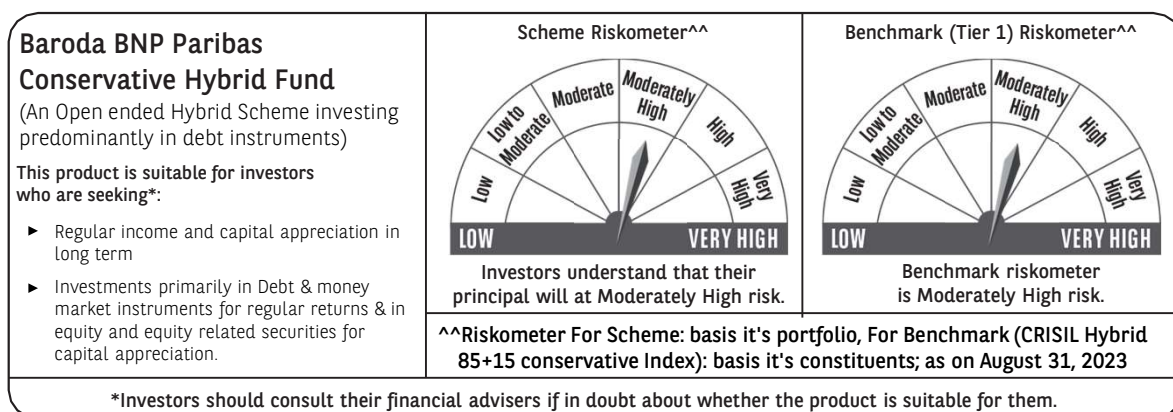 Baroda BNP Paribas
Conservative Hybrid Fund
(An Open ended Hybrid Scheme investing
predominantly in debt instruments)
This product is suitable for investors
who are seeking*:
► Regular income and capital appreciation in
long term
► Investments primarily in Debt & money
market instruments for regular returns & in
equity and equity related securities for
capital appreciation.
Scheme Riskometer^^
Low
Low to
Moderate
Moderate
Moderately
High
High
Very
High
LOW
VERY HIGH
Investors understand that their
principal will at Moderately High risk.
Benchmark (Tier 1) Riskometer^^
Low
Low to
Moderate
Moderate
Moderately
High
High
Very
High
LOW
VERY HIGH
Benchmark riskometer
is Moderately High risk.
^^Riskometer For Scheme: basis it's portfolio, For Benchmark (CRISIL Hybrid
85+15 conservative Index): basis it's constituents; as on August 31, 2023
*Investors should consult their financial advisers if in doubt about whether the product is suitable for them.